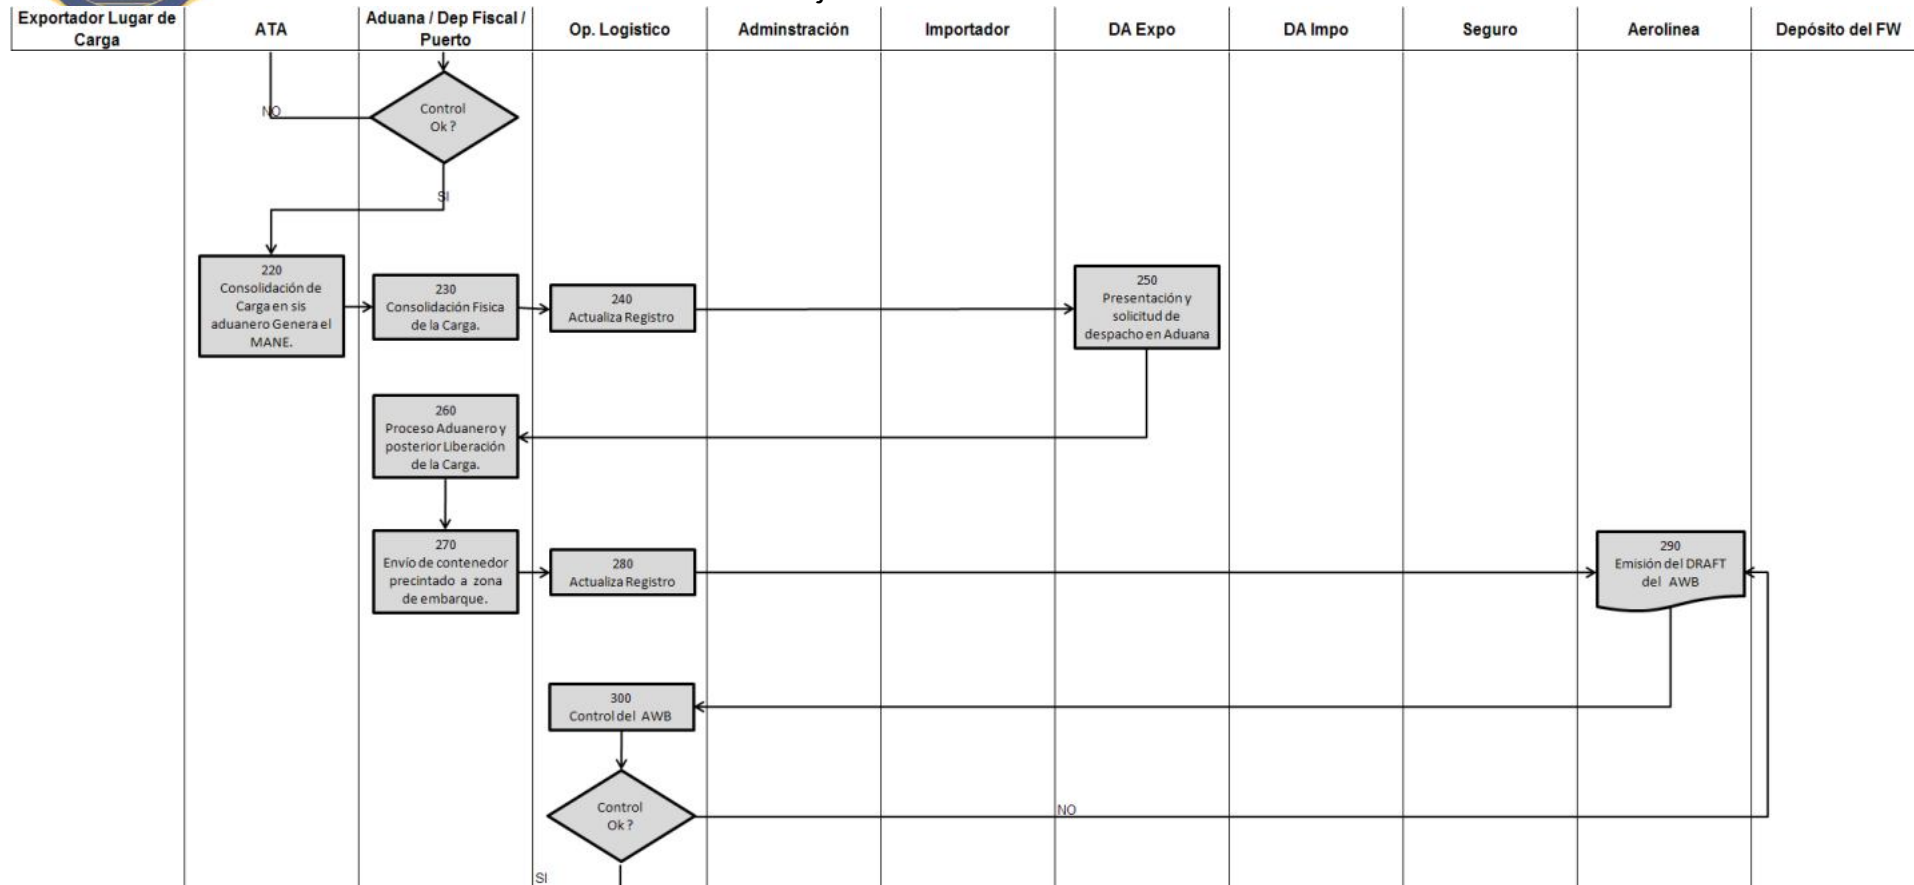 Exportador Lugar de
Carga
ATA
Aduana / Dep Fiscal /
Puerto
Op. Logistico
Adminstración
Importador
DA Expo
DA Impo
Seguro
Aerolinea
Depósito del FW
Control
Ok ?
NO
SI
220
Consolidación de
Carga en sis
aduanero Genera el
MANE.
230
Consolidación Fisica
de la Carga.
240
Actualiza Registro
250
Presentación y
solicitud de
despacho en Aduana
260
Proceso Aduanero y
posterior Liberación
de la Carga.
270
Envío de contenedor
precintado a zona
de embarque.
280
Actualiza Registro
290
Emisión del DRAFT
del AWB
300
Control del AWB
Control
Ok ?
NO
SI